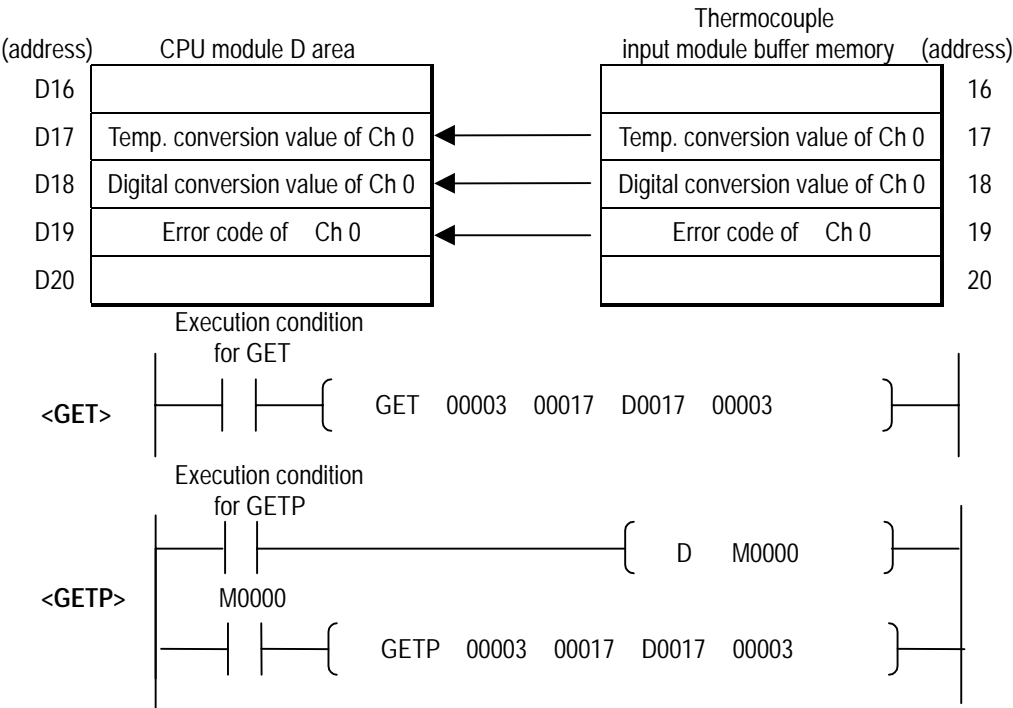 Thermocouple
(address) CPU module D area input module buffer memory (address)
D16 16
D17 Temp. conversion value of Ch 0 Temp. conversion value of Ch 0 17
D18 Digital conversion value of Ch 0 Digital conversion value of Ch 0 18
D19 Error code of Ch 0 Error code of Ch 0 19
D20 20
Execution condition
for GET
<GET> GET 00003 00017 D0017 00003
Execution condition
for GETP
D M0000
<GETP> M0000
GETP 00003 00017 D0017 00003